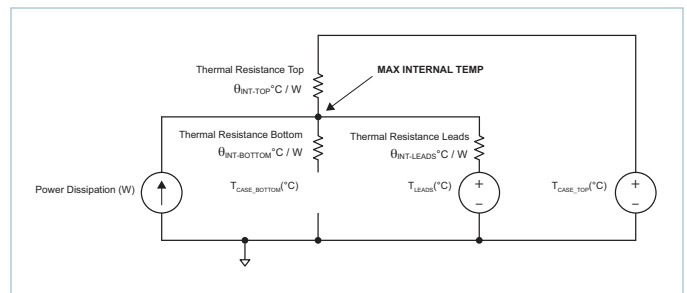 Thermal Resistance Top
θINT-TOP°C / W
MAX INTERNAL TEMP
Thermal Resistance Bottom
θINT-BOTTOM°C / W
Thermal Resistance Leads
θINT-LEADS°C / W
Power Dissipation (W)
TCASE_BOTTOM(°C)
TLEADS(°C)
+
–
TCASE_TOP(°C)
+
–